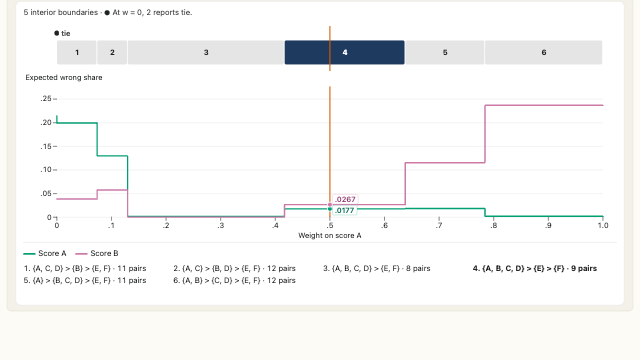 5 interior boundaries · ● At w = 0, 2 reports tie.
● tie
1 2 3 4 5 6
Expected wrong share
.25
.20
.15
.10
.05
0
.0267
.0177
0 .1 .2 .3 .4 .5 .6 .7 .8 .9 1.0
Weight on score A
Score A Score B
1. {A, C, D} > {B} > {E, F} · 11 pairs 2. {A, C} > {B, D} > {E, F} · 12 pairs 3. {A, B, C, D} > {E, F} · 8 pairs 4. {A, B, C, D} > {E} > {F} · 9 pairs
5. {A} > {B, C, D} > {E, F} · 11 pairs 6. {A, B} > {C, D} > {E, F} · 12 pairs